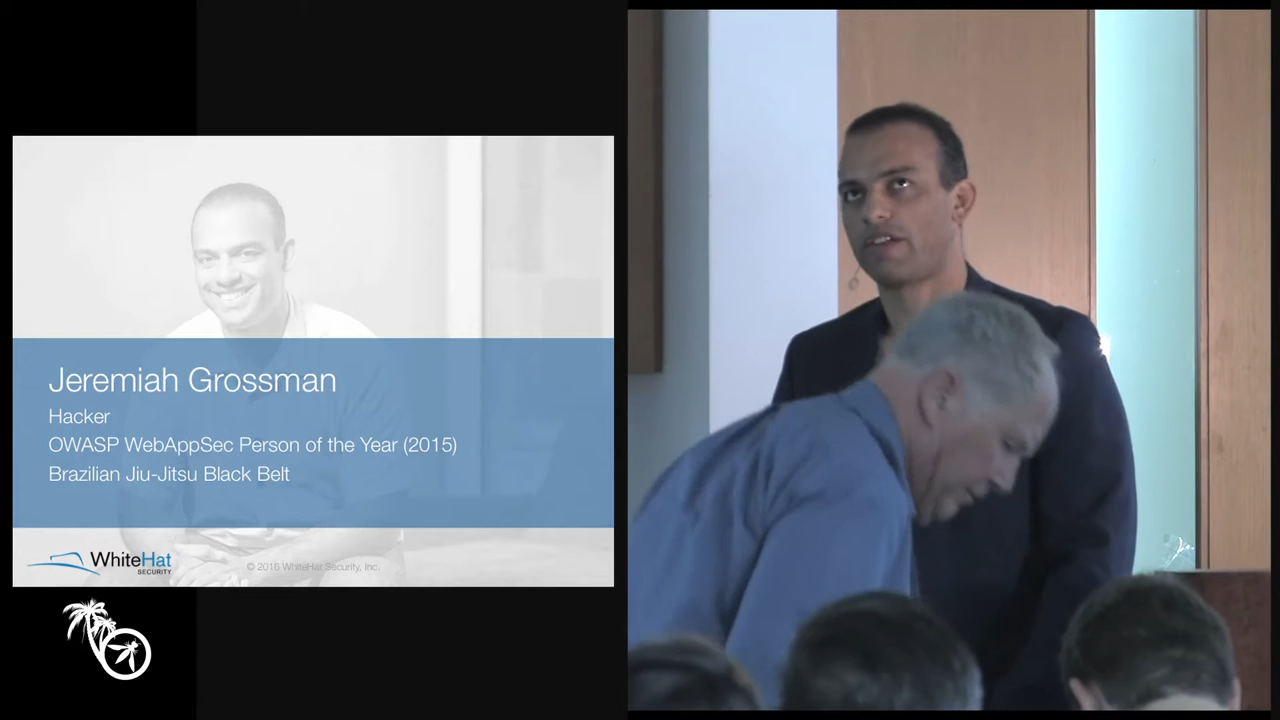 Jeremiah Grossman
Hacker
OWASP WebAppSec Person of the Year (2015)
Brazilian Jiu-Jitsu Black Belt
WhiteHat
SECURITY
© 2016 WhiteHat Security, Inc.